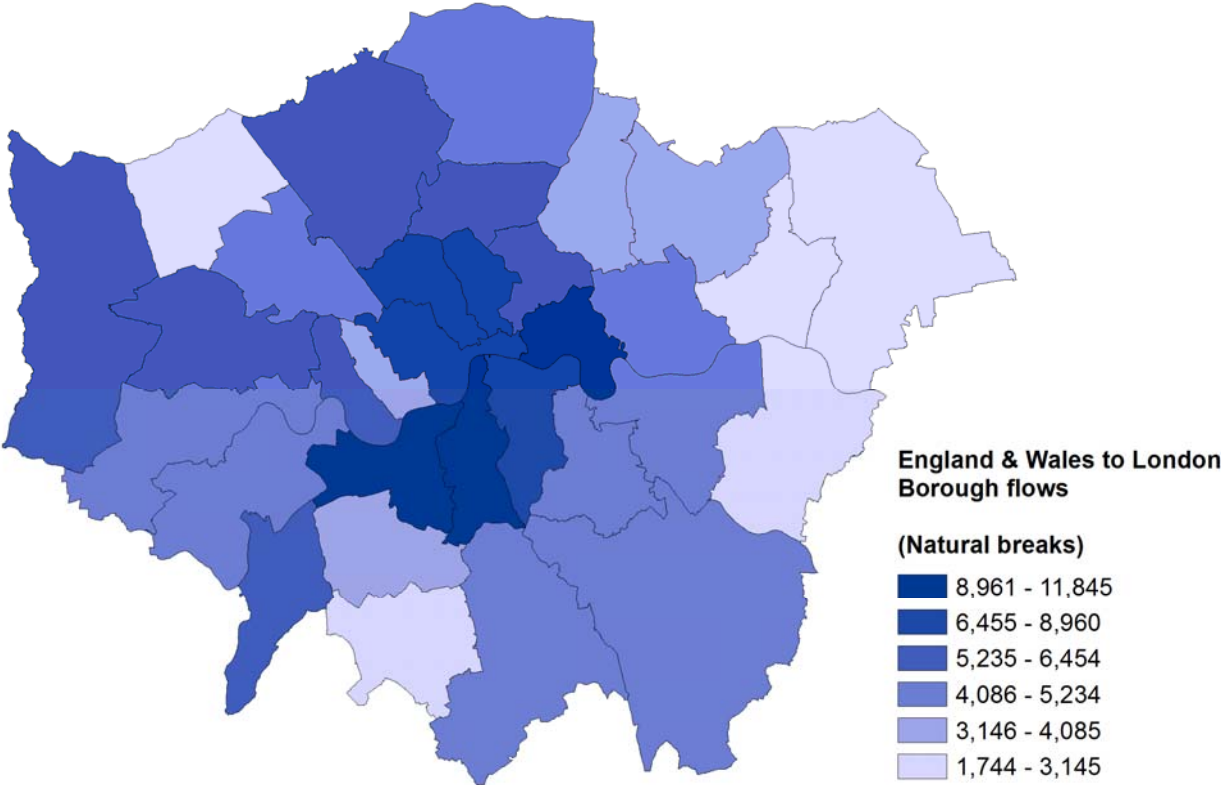 England & Wales to London
Borough flows
(Natural breaks)
8,961 - 11,845
6,455 - 8,960
5,235 - 6,454
4,086 - 5,234
3,146 - 4,085
1,744 - 3,145